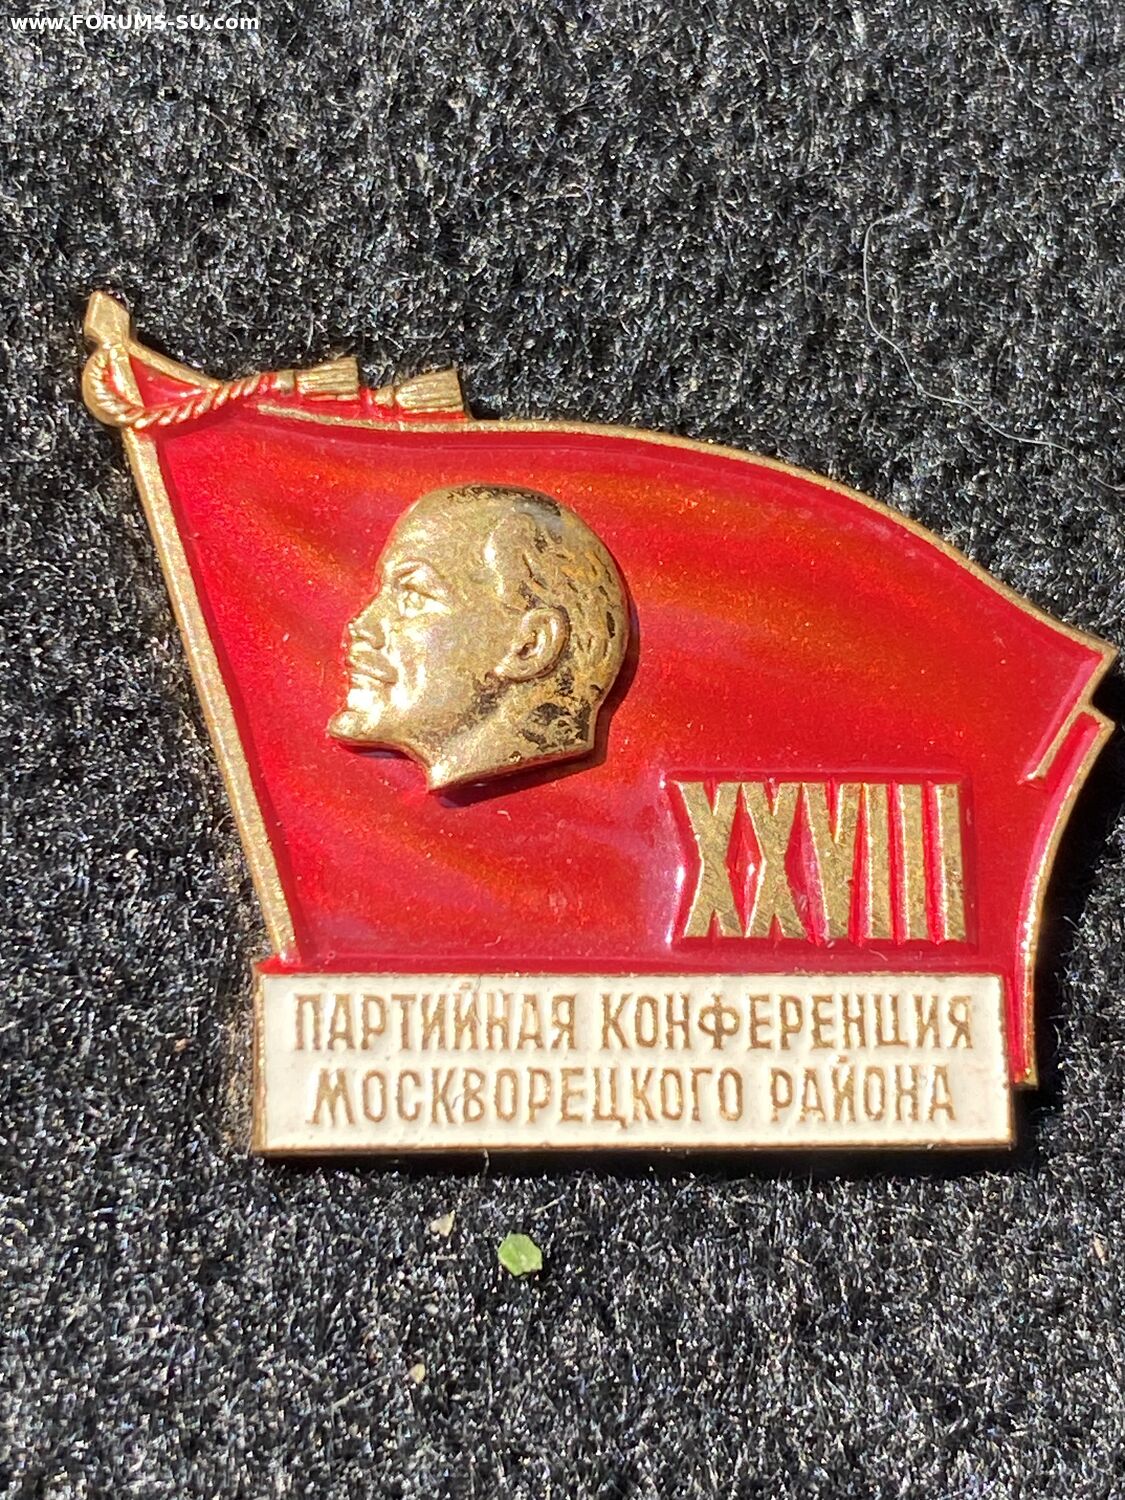 www.FORUMS-SU.com
XXVIII
ПАРТИЙНАЯ КОНФЕРЕНЦИЯ
МОСКВОРЕЦКОГО РАЙОНА